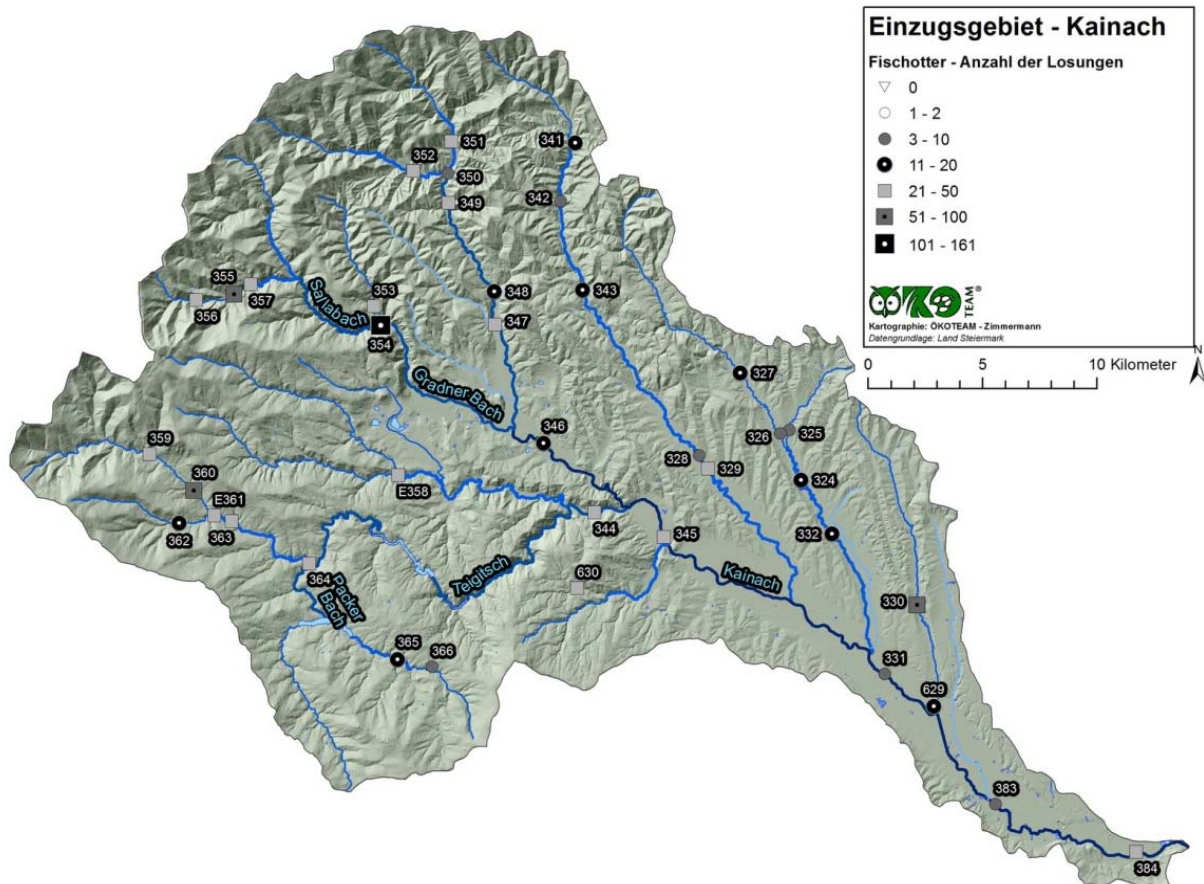 Einzugsgebiet - Kainach
Fischotter - Anzahl der Losungen
0
1 - 2
3 - 10
11 - 20
21 - 50
51 - 100
101 - 161
ÖKO
TEAM
®
Kartographie: ÖKOTEAM - Zimmermann
Datengrundlage: Land Steiermark
0 5 10 Kilometer
N
351
341
352
350
342
349
355
357
356
353
348
343
Sallabach
354
347
327
Gradner Bach
346
326
325
359
328
329
E358
324
360
E361
362
363
344
345
332
364
Teigitsch
Packer
Bach
630
Kainach
330
365
366
331
629
383
384